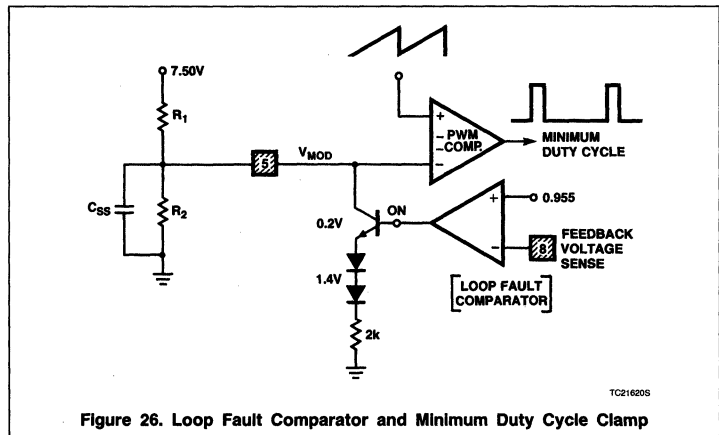 7.50V
R1
5
VMOD
CSS
R2
+
− PWM
− COMP.
−
MINIMUM
DUTY CYCLE
0.2V
ON
+
0.955
−
8
FEEDBACK
VOLTAGE
SENSE
1.4V
LOOP FAULT
COMPARATOR
2k
TC21620S
Figure 26. Loop Fault Comparator and Minimum Duty Cycle Clamp